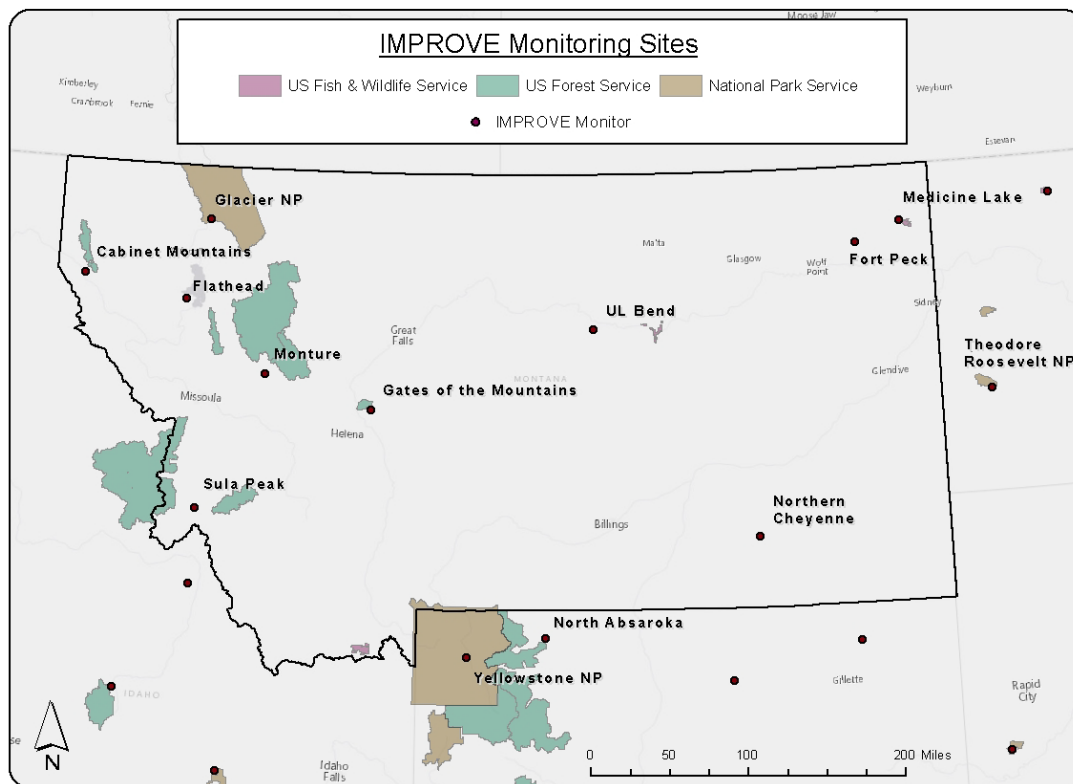 Moose Jaw
IMPROVE Monitoring Sites
US Fish & Wildlife Service
US Forest Service
National Park Service
IMPROVE Monitor
Kimberley
Cranbrook
Fernie
Weyburn
Estevan
Glacier NP
Medicine Lake
Cabinet Mountains
Malta
Glasgow
Wolf
Point
Fort Peck
Flathead
UL Bend
Sidney
Great
Falls
Theodore
Roosevelt NP
Monture
MONTANA
Glendive
Missoula
Gates of the Mountains
Helena
Sula Peak
Northern
Cheyenne
Billings
North Absaroka
Yellowstone NP
Gillette
Rapid
City
IDAHO
N
Idaho
Falls
0
50
100
200 Miles